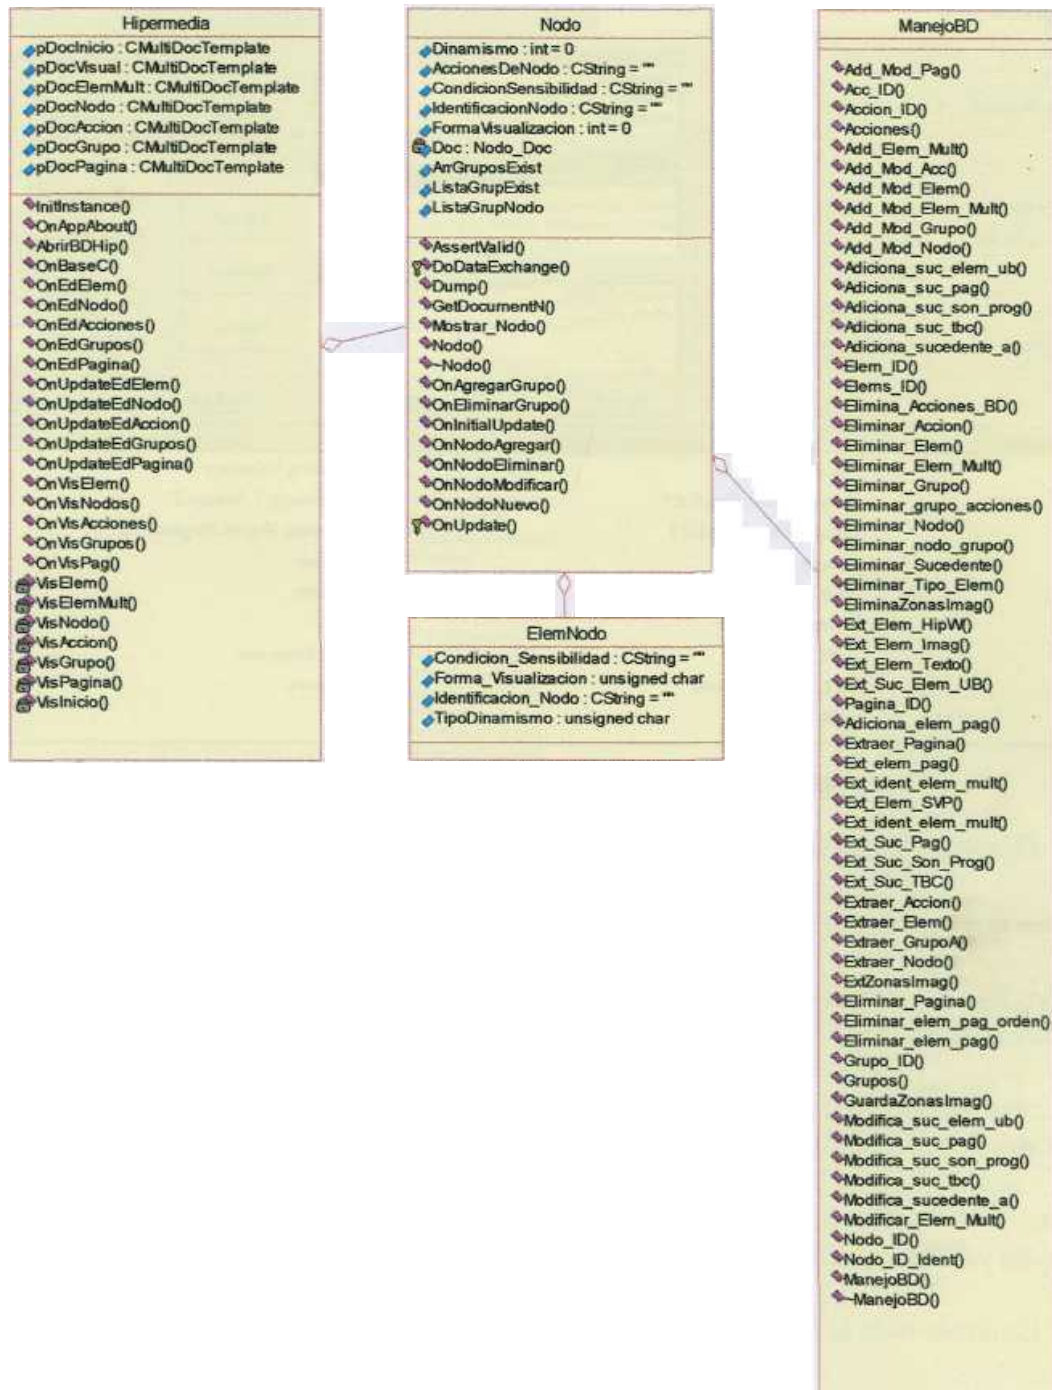 Hipermedia
pDocInicio : CMultiDocTemplate
pDocVisual : CMultiDocTemplate
pDocElemMult : CMultiDocTemplate
pDocNodo : CMultiDocTemplate
pDocAccion : CMultiDocTemplate
pDocGrupo : CMultiDocTemplate
pDocPagina : CMultiDocTemplate
InitInstance()
OnAppAbout()
AbrirBDHip()
OnBaseC()
OnEdElem()
OnEdNodo()
OnEdAcciones()
OnEdGrupos()
OnEdPagina()
OnUpdateEdElem()
OnUpdateEdNodo()
OnUpdateEdAccion()
OnUpdateEdGrupos()
OnUpdateEdPagina()
OnVisElem()
OnVisNodos()
OnVisAcciones()
OnVisGrupos()
OnVisPag()
VisElem()
VisElemMult()
VisNodo()
VisAccion()
VisGrupo()
VisPagina()
VisInicio()
Nodo
Dinamismo : int = 0
AccionesDeNodo : CString = ""
CondicionSensibilidad : CString = ""
IdentificacionNodo : CString = ""
FormaVisualizacion : int = 0
Doc : Nodo_Doc
ArrGruposExist
ListaGrupExist
ListaGrupNodo
AssertValid()
DoDataExchange()
Dump()
GetDocumentN()
Mostrar_Nodo()
Nodo()
~Nodo()
OnAgregarGrupo()
OnEliminarGrupo()
OnInitialUpdate()
OnNodoAgregar()
OnNodoEliminar()
OnNodoModificar()
OnNodoNuevo()
OnUpdate()
ElemNodo
Condicion_Sensibilidad : CString = ""
Forma_Visualizacion : unsigned char
Identificacion_Nodo : CString = ""
TipoDinamismo : unsigned char
ManejoBD
Add_Mod_Pag()
Acc_ID()
Accion_ID()
Acciones()
Add_Elem_Mult()
Add_Mod_Acc()
Add_Mod_Elem()
Add_Mod_Elem_Mult()
Add_Mod_Grupo()
Add_Mod_Nodo()
Adiciona_suc_elem_ub()
Adiciona_suc_pag()
Adiciona_suc_son_prog()
Adiciona_suc_tbc()
Adiciona_sucedente_a()
Elem_ID()
Elems_ID()
Elimina_Acciones_BD()
Eliminar_Accion()
Eliminar_Elem()
Eliminar_Elem_Mult()
Eliminar_Grupo()
Eliminar_grupo_acciones()
Eliminar_Nodo()
Eliminar_nodo_grupo()
Eliminar_Sucedente()
Eliminar_Tipo_Elem()
EliminaZonasImag()
Ext_Elem_HipW()
Ext_Elem_Imag()
Ext_Elem_Texto()
Ext_Suc_Elem_UB()
Pagina_ID()
Adiciona_elem_pag()
Extraer_Pagina()
Ext_elem_pag()
Ext_ident_elem_mult()
Ext_Elem_SVP()
Ext_ident_elem_mult()
Ext_Suc_Pag()
Ext_Suc_Son_Prog()
Ext_Suc_TBC()
Extraer_Accion()
Extraer_Elem()
Extraer_GrupoA()
Extraer_Nodo()
ExtZonasImag()
Eliminar_Pagina()
Eliminar_elem_pag_orden()
Eliminar_elem_pag()
Grupo_ID()
Grupos()
GuardaZonasImag()
Modifica_suc_elem_ub()
Modifica_suc_pag()
Modifica_suc_son_prog()
Modifica_suc_tbc()
Modifica_sucedente_a()
Modificar_Elem_Mult()
Nodo_ID()
Nodo_ID_Ident()
ManejoBD()
~ManejoBD()